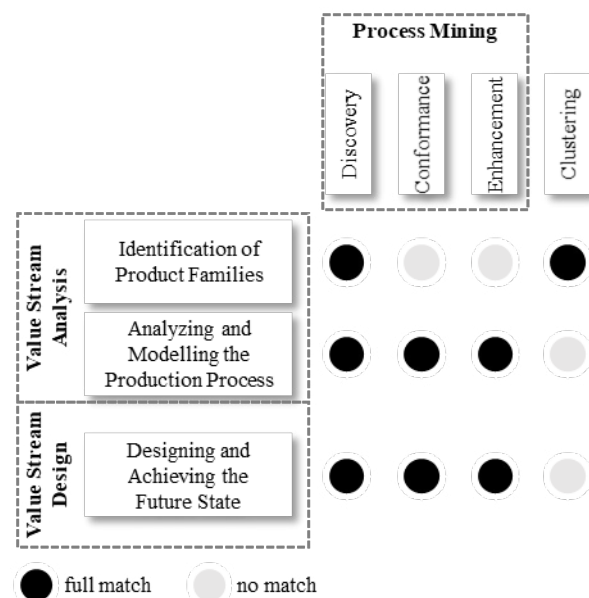 Process Mining
Discovery
Conformance
Enhancement
Clustering
Value Stream
Analysis
Identification of
Product Families
Analyzing and
Modelling the
Production Process
Value Stream
Design
Designing and
Achieving the
Future State
full match
no match